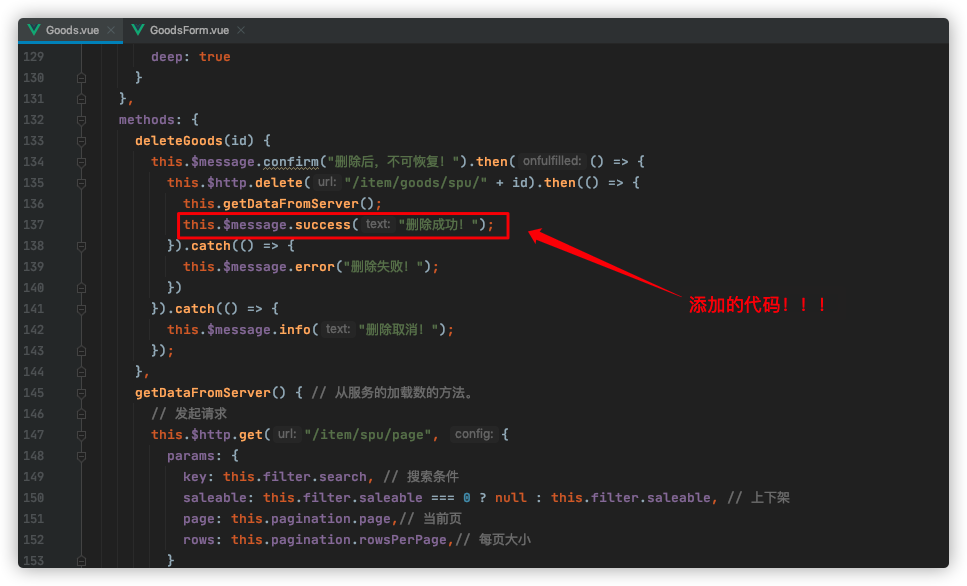 Goods.vue × GoodsForm.vue ×
129 deep: true
130 }
131 },
132 methods: {
133 deleteGoods(id) {
134 this.$message.confirm("删除后，不可恢复！").then( onfulfilled: () => {
135 this.$http.delete( url: "/item/goods/spu/" + id).then(() => {
136 this.getDataFromServer();
137 this.$message.success( text: "删除成功！");
138 }).catch(() => {
139 this.$message.error("删除失败！");
140 })
141 }).catch(() => {
142 this.$message.info( text: "删除取消！");
143 });
144 },
145 getDataFromServer() { // 从服务的加载数的方法。
146 // 发起请求
147 this.$http.get( url: "/item/spu/page", config: {
148 params: {
149 key: this.filter.search, // 搜索条件
150 saleable: this.filter.saleable === 0 ? null : this.filter.saleable, // 上下架
151 page: this.pagination.page,// 当前页
152 rows: this.pagination.rowsPerPage,// 每页大小
153 }
添加的代码！！！